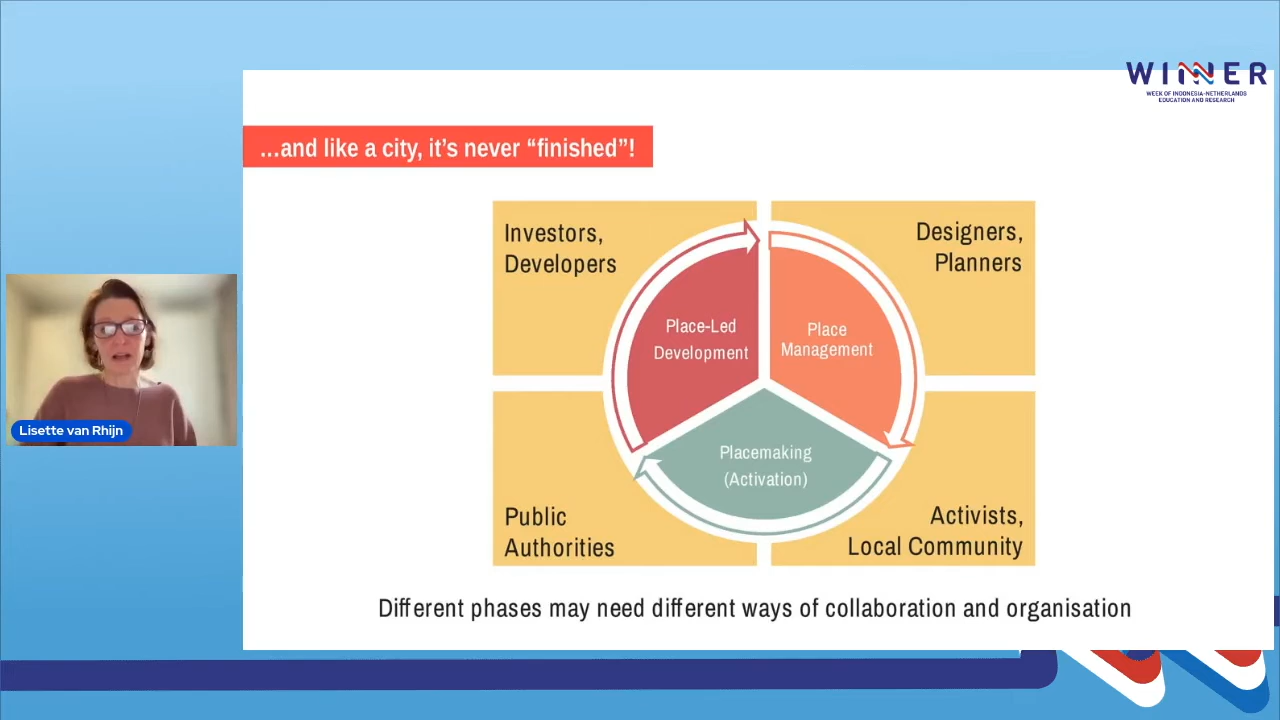 WINNER
WEEK OF INDONESIA-NETHERLANDS
EDUCATION AND RESEARCH
...and like a city, it's never “finished”!
Investors,
Developers
Designers,
Planners
Place-Led
Development
Place
Management
Placemaking
(Activation)
Public
Authorities
Activists,
Local Community
Different phases may need different ways of collaboration and organisation
Lisette van Rhijn